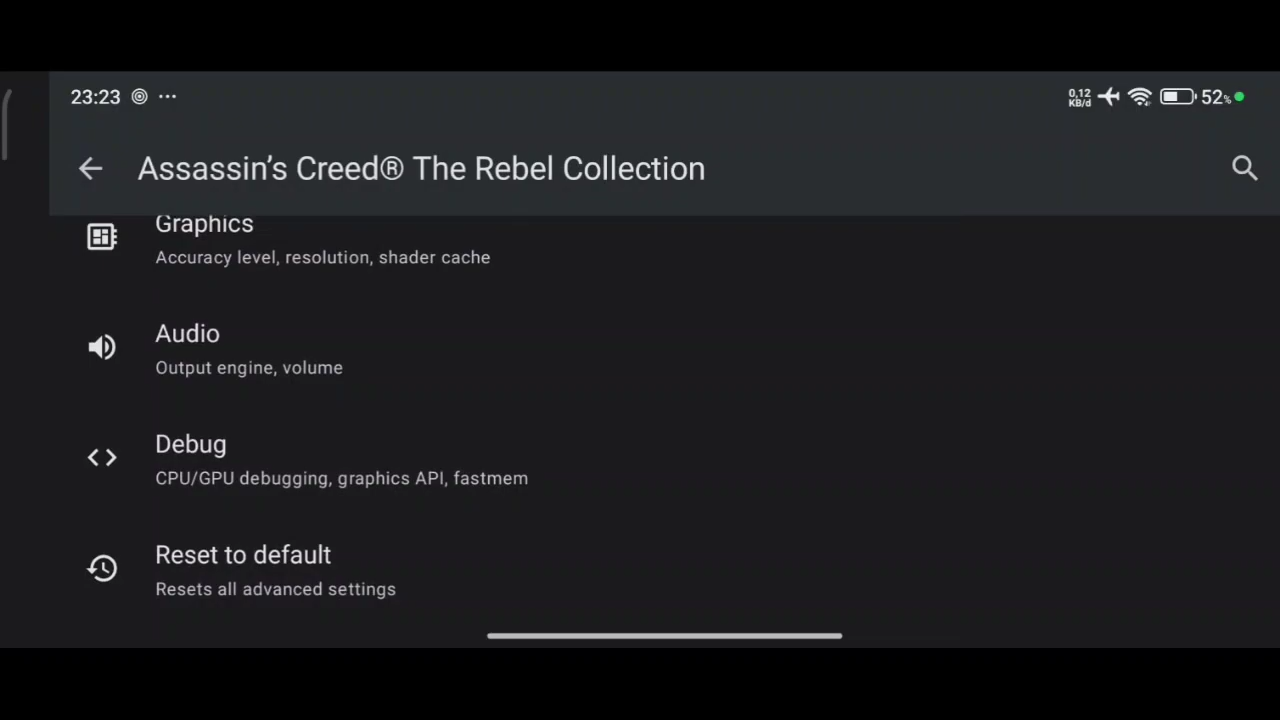 23:23 ...
0,12
KB/d
52%
Assassin's Creed® The Rebel Collection
Graphics
Accuracy level, resolution, shader cache
Audio
Output engine, volume
Debug
CPU/GPU debugging, graphics API, fastmem
Reset to default
Resets all advanced settings